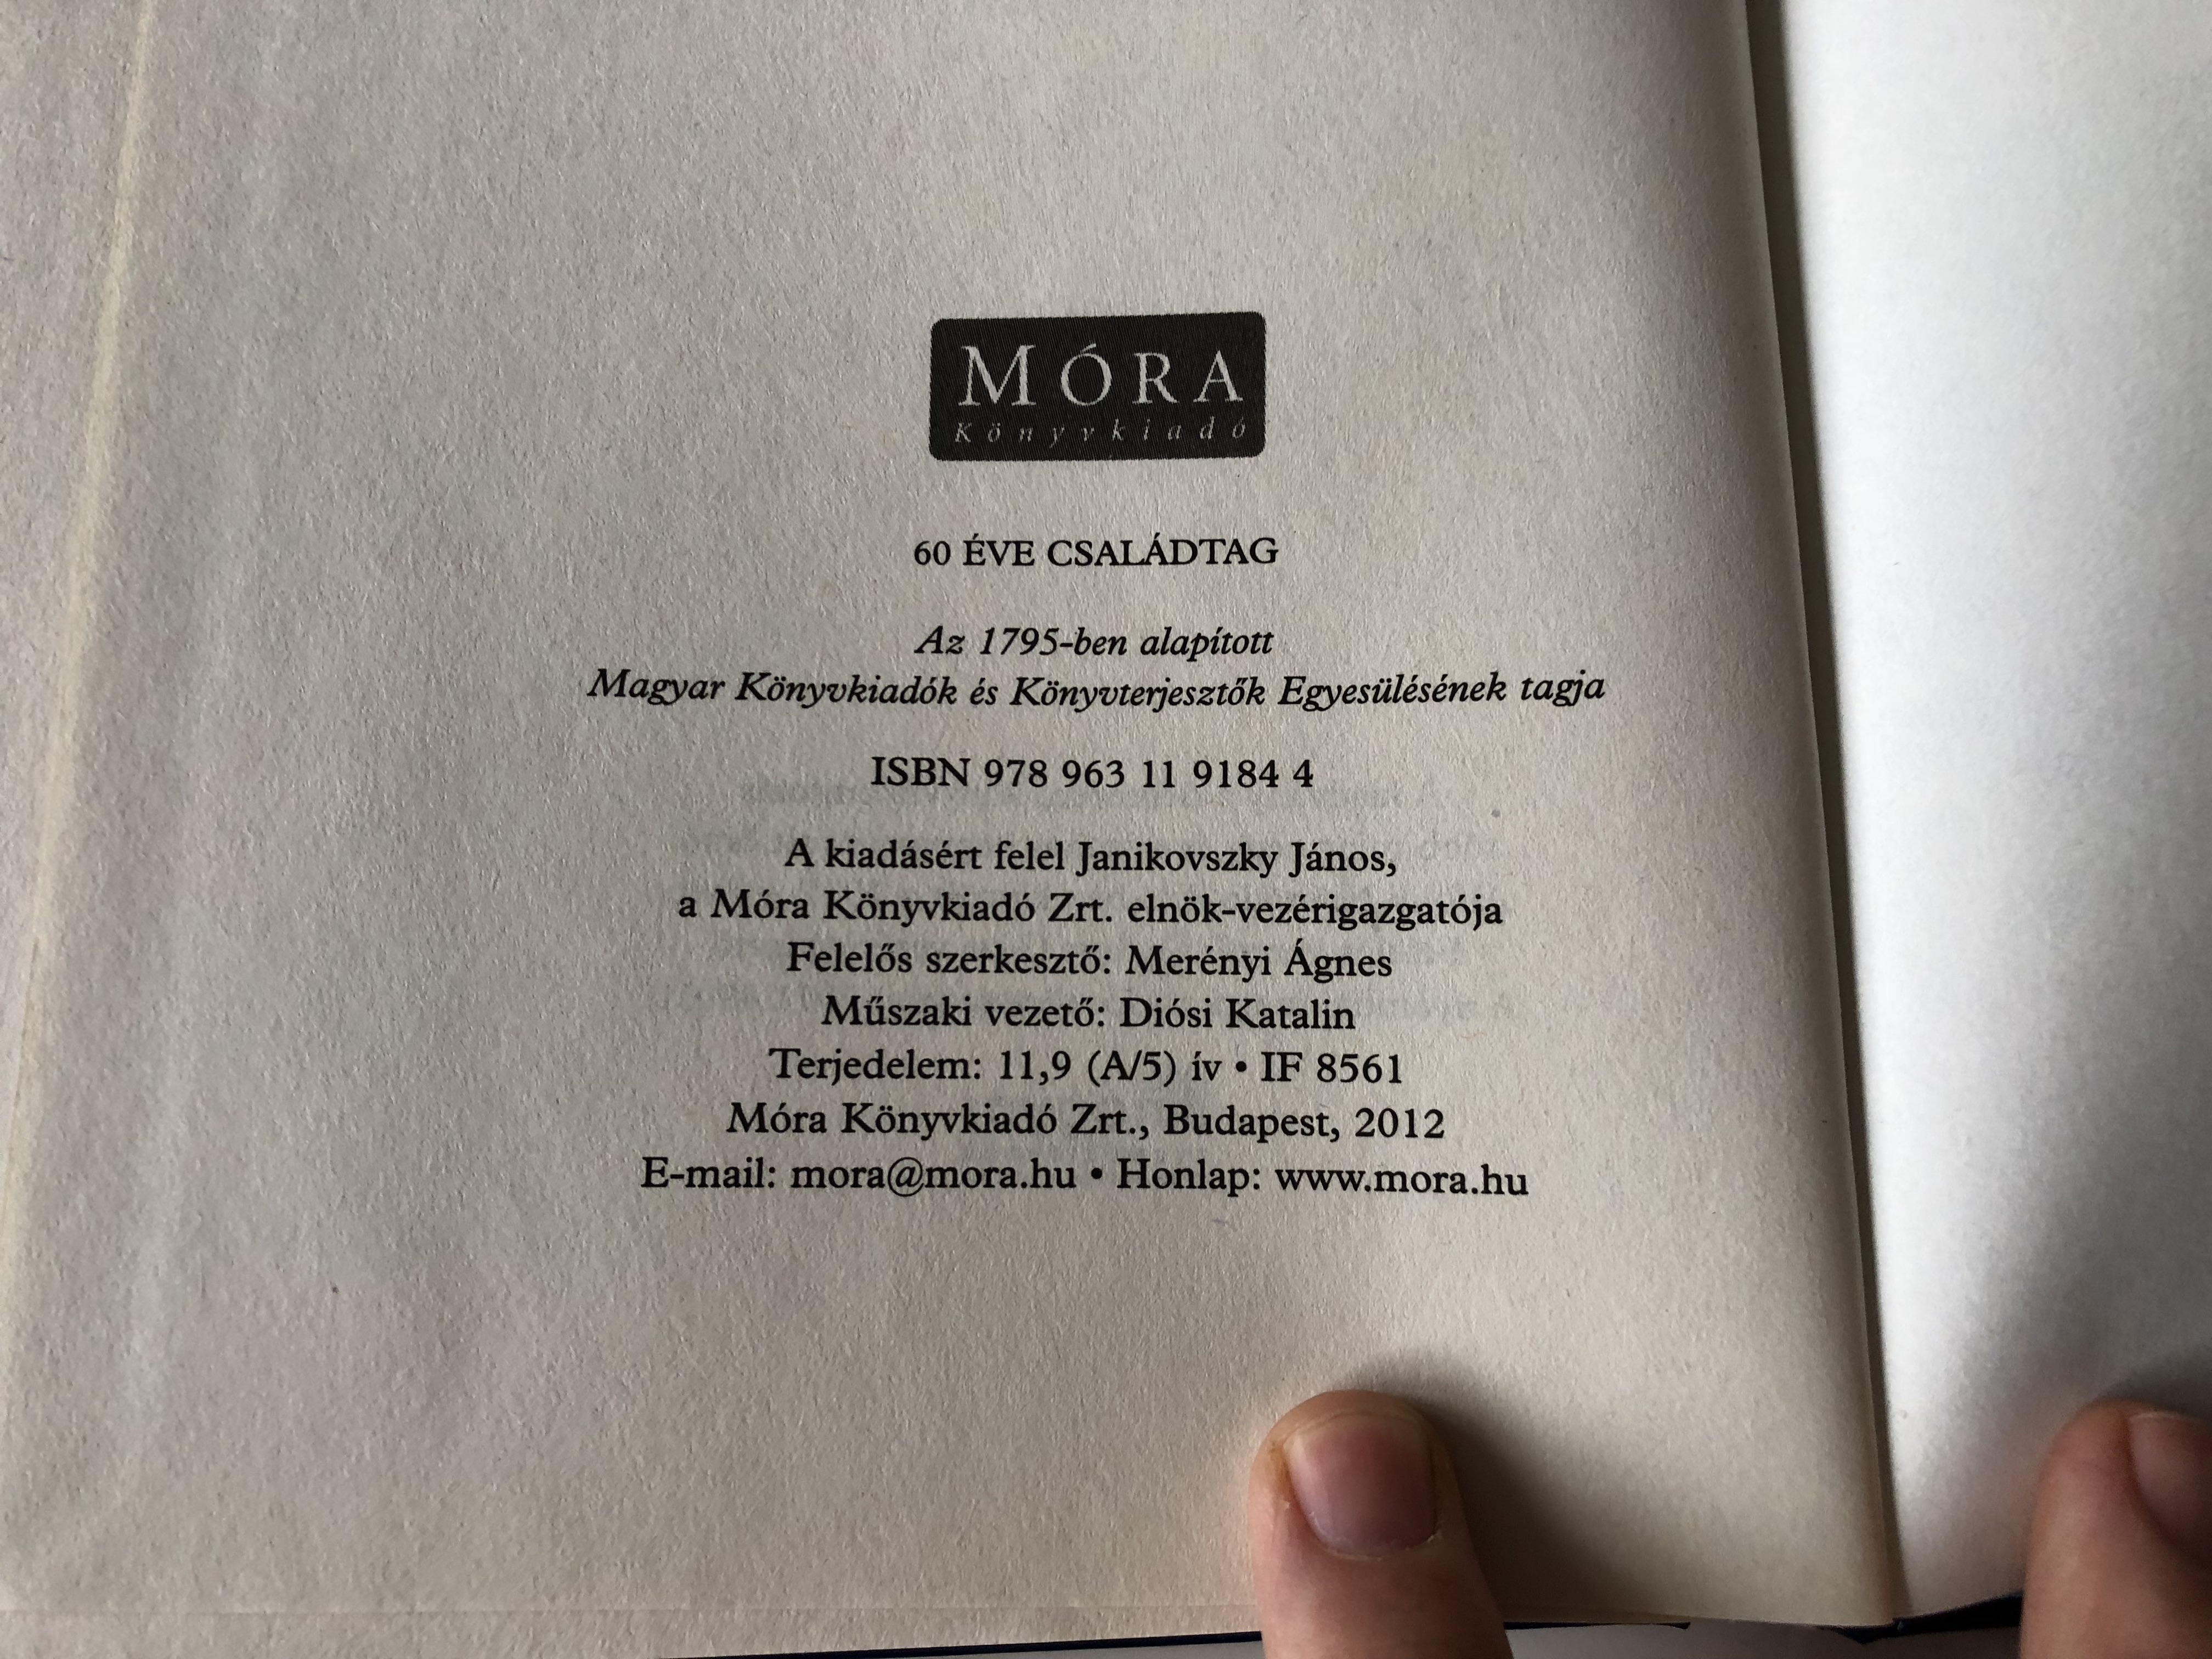 MÓRA
Könyvkiadó
60 ÉVE CSALÁDTAG
Az 1795-ben alapított
Magyar Könyvkiadók és Könyvterjesztők Egyesülésének tagja
ISBN 978 963 11 9184 4
A kiadásért felel Janikovszky János,
a Móra Könyvkiadó Zrt. elnök-vezérigazgatója
Felelős szerkesztő: Merényi Ágnes
Műszaki vezető: Diósi Katalin
Terjedelem: 11,9 (A/5) ív • IF 8561
Móra Könyvkiadó Zrt., Budapest, 2012
E-mail: mora@mora.hu • Honlap: www.mora.hu